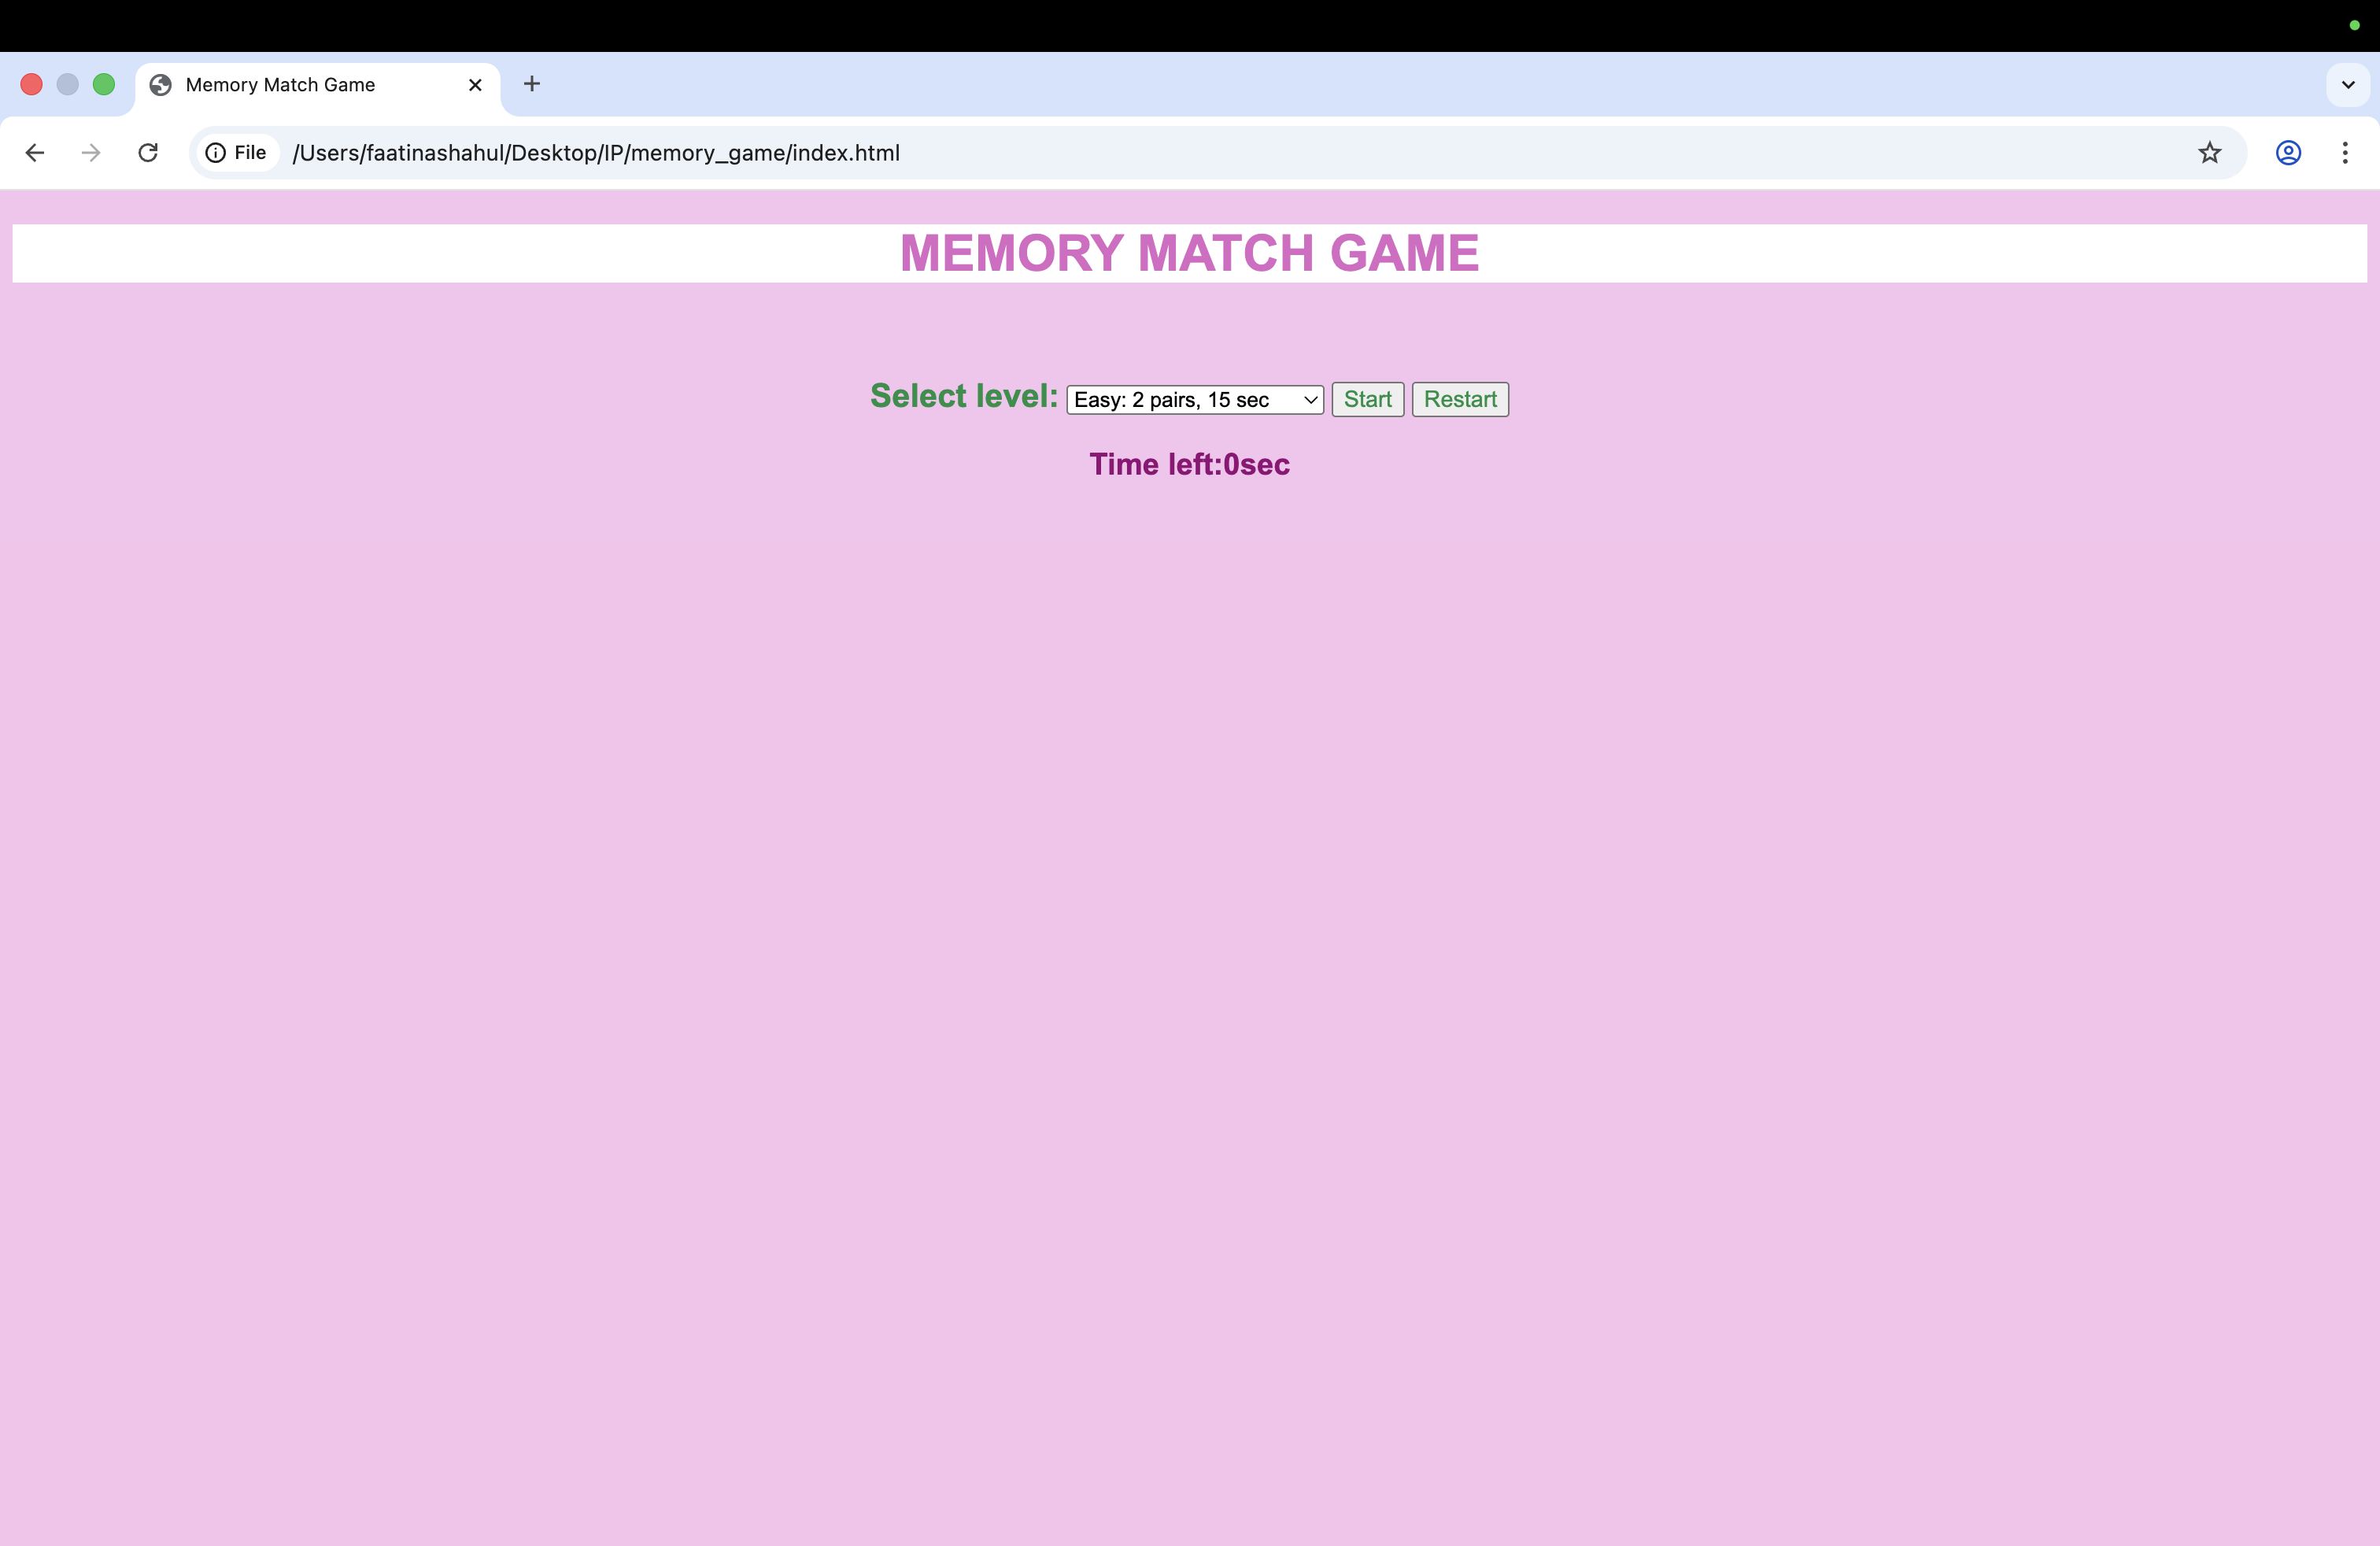 Memory Match Game
File /Users/faatinashahul/Desktop/IP/memory_game/index.html
MEMORY MATCH GAME
Select level: Easy: 2 pairs, 15 sec Start Restart
Time left:0sec